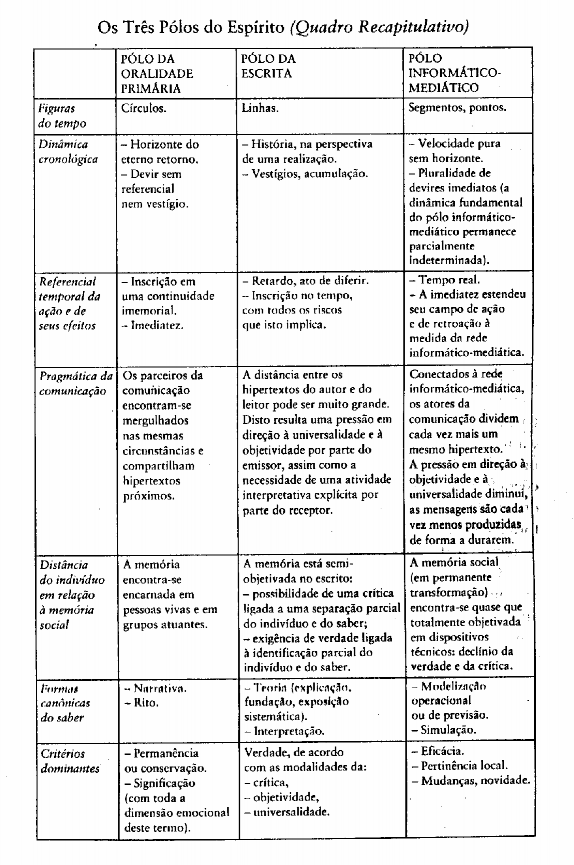 Os Três Pólos do Espírito (Quadro Recapitulativo)
PÓLO DA
ORALIDADE
PRIMÁRIA
PÓLO DA
ESCRITA
PÓLO
INFORMÁTICO-
MEDIÁTICO
Figuras
do tempo
Círculos.
Linhas.
Segmentos, pontos.
Dinâmica
cronológica
– Horizonte do
eterno retorno.
– Devir sem
referencial
nem vestígio.
– História, na perspectiva
de uma realização.
– Vestígios, acumulação.
– Velocidade pura
sem horizonte.
– Pluralidade de
devires imediatos (a
dinâmica fundamental
do pólo informático-
mediático permanece
parcialmente
indeterminada).
Referencial
temporal da
ação e de
seus efeitos
– Inscrição em
uma continuidade
imemorial.
– Imediatez.
– Retardo, ato de diferir.
– Inscrição no tempo,
com todos os riscos
que isto implica.
– Tempo real.
– A imediatez estendeu
seu campo de ação
e de retroação à
medida da rede
informático-mediática.
Pragmática da
comunicação
Os parceiros da
comunicação
encontram-se
mergulhados
nas mesmas
circunstâncias e
compartilham
hipertextos
próximos.
A distância entre os
hipertextos do autor e do
leitor pode ser muito grande.
Disto resulta uma pressão em
direção à universalidade e à
objetividade por parte do
emissor, assim como a
necessidade de uma atividade
interpretativa explícita por
parte do receptor.
Conectados à rede
informático-mediática,
os atores da
comunicação dividem
cada vez mais um
mesmo hipertexto.
A pressão em direção à
objetividade e à
universalidade diminui,
as mensagens são cada
vez menos produzidas
de forma a durarem.
Distância
do indivíduo
em relação
à memória
social
A memória
encontra-se
encarnada em
pessoas vivas e em
grupos atuantes.
A memória está semi-
objetivada no escrito:
– possibilidade de uma crítica
ligada a uma separação parcial
do indivíduo e do saber;
– exigência de verdade ligada
à identificação parcial do
indivíduo e do saber.
A memória social
(em permanente
transformação)
encontra-se quase que
totalmente objetivada
em dispositivos
técnicos: declínio da
verdade e da crítica.
Formas
canônicas
do saber
– Narrativa.
– Rito.
– Teoria (explicação,
fundação, exposição
sistemática).
– Interpretação.
– Modelização
operacional
ou de previsão.
– Simulação.
Critérios
dominantes
– Permanência
ou conservação.
– Significação
(com toda a
dimensão emocional
deste termo).
Verdade, de acordo
com as modalidades da:
– crítica,
– objetividade,
– universalidade.
– Eficácia.
– Pertinência local.
– Mudanças, novidade.